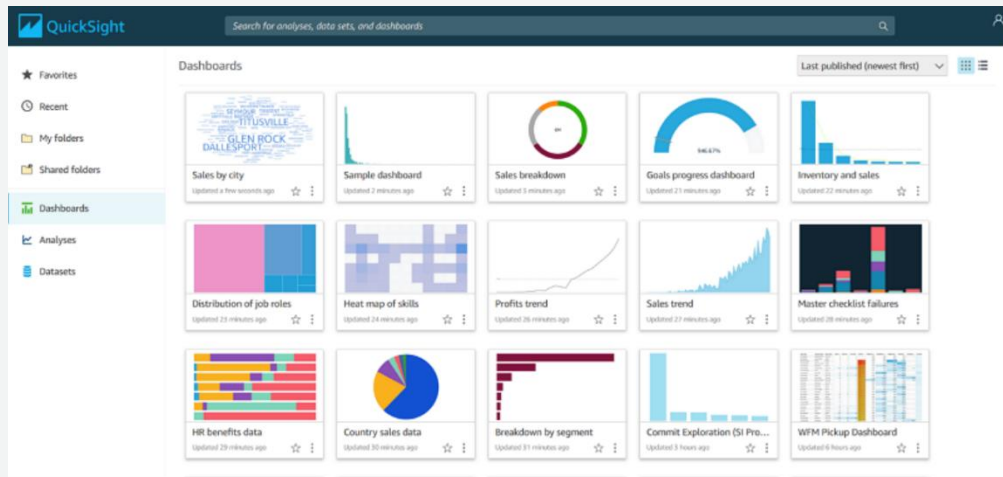 QuickSight
Search for analyses, data sets, and dashboards
Favorites
Recent
My folders
Shared folders
Dashboards
Analyses
Datasets
Dashboards
Last published (newest first)
SEYMOUR
TITUSVILLE
GLEN ROCK
DALLESPORT
Sales by city
Updated a few seconds ago
Sample dashboard
Updated 2 minutes ago
Sales breakdown
Updated 3 minutes ago
946.67%
Goals progress dashboard
Updated 21 minutes ago
Inventory and sales
Updated 22 minutes ago
Distribution of job roles
Updated 23 minutes ago
Heat map of skills
Updated 24 minutes ago
Profits trend
Updated 26 minutes ago
Sales trend
Updated 27 minutes ago
Master checklist failures
Updated 28 minutes ago
HR benefits data
Updated 29 minutes ago
Country sales data
Updated 30 minutes ago
Breakdown by segment
Updated 31 minutes ago
Commit Exploration (SI Pro...
Updated 3 hours ago
WFM Pickup Dashboard
Updated 6 hours ago